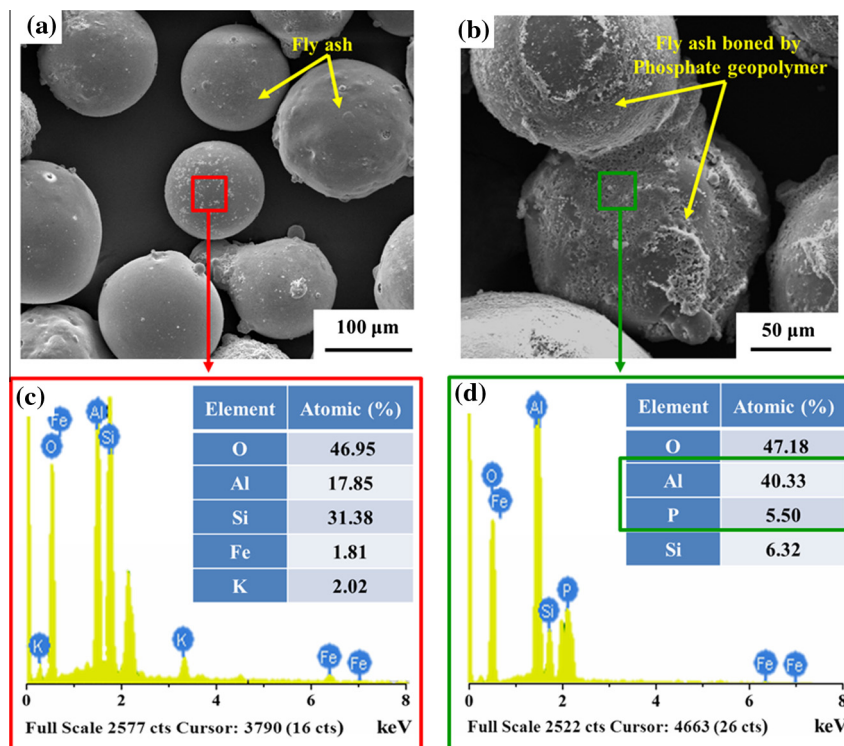 (a)
Fly ash
100 μm
(b)
Fly ash boned by
Phosphate geopolymer
50 μm
(c)
Fe
O
Al
Si
K
K
Fe
Fe
Element Atomic (%)
O 46.95
Al 17.85
Si 31.38
Fe 1.81
K 2.02
0 2 4 6 8
Full Scale 2577 cts Cursor: 3790 (16 cts) keV
(d)
Al
O
Fe
Si
P
Fe
Fe
Element Atomic (%)
O 47.18
Al 40.33
P 5.50
Si 6.32
0 2 4 6 8
Full Scale 2522 cts Cursor: 4663 (26 cts) keV